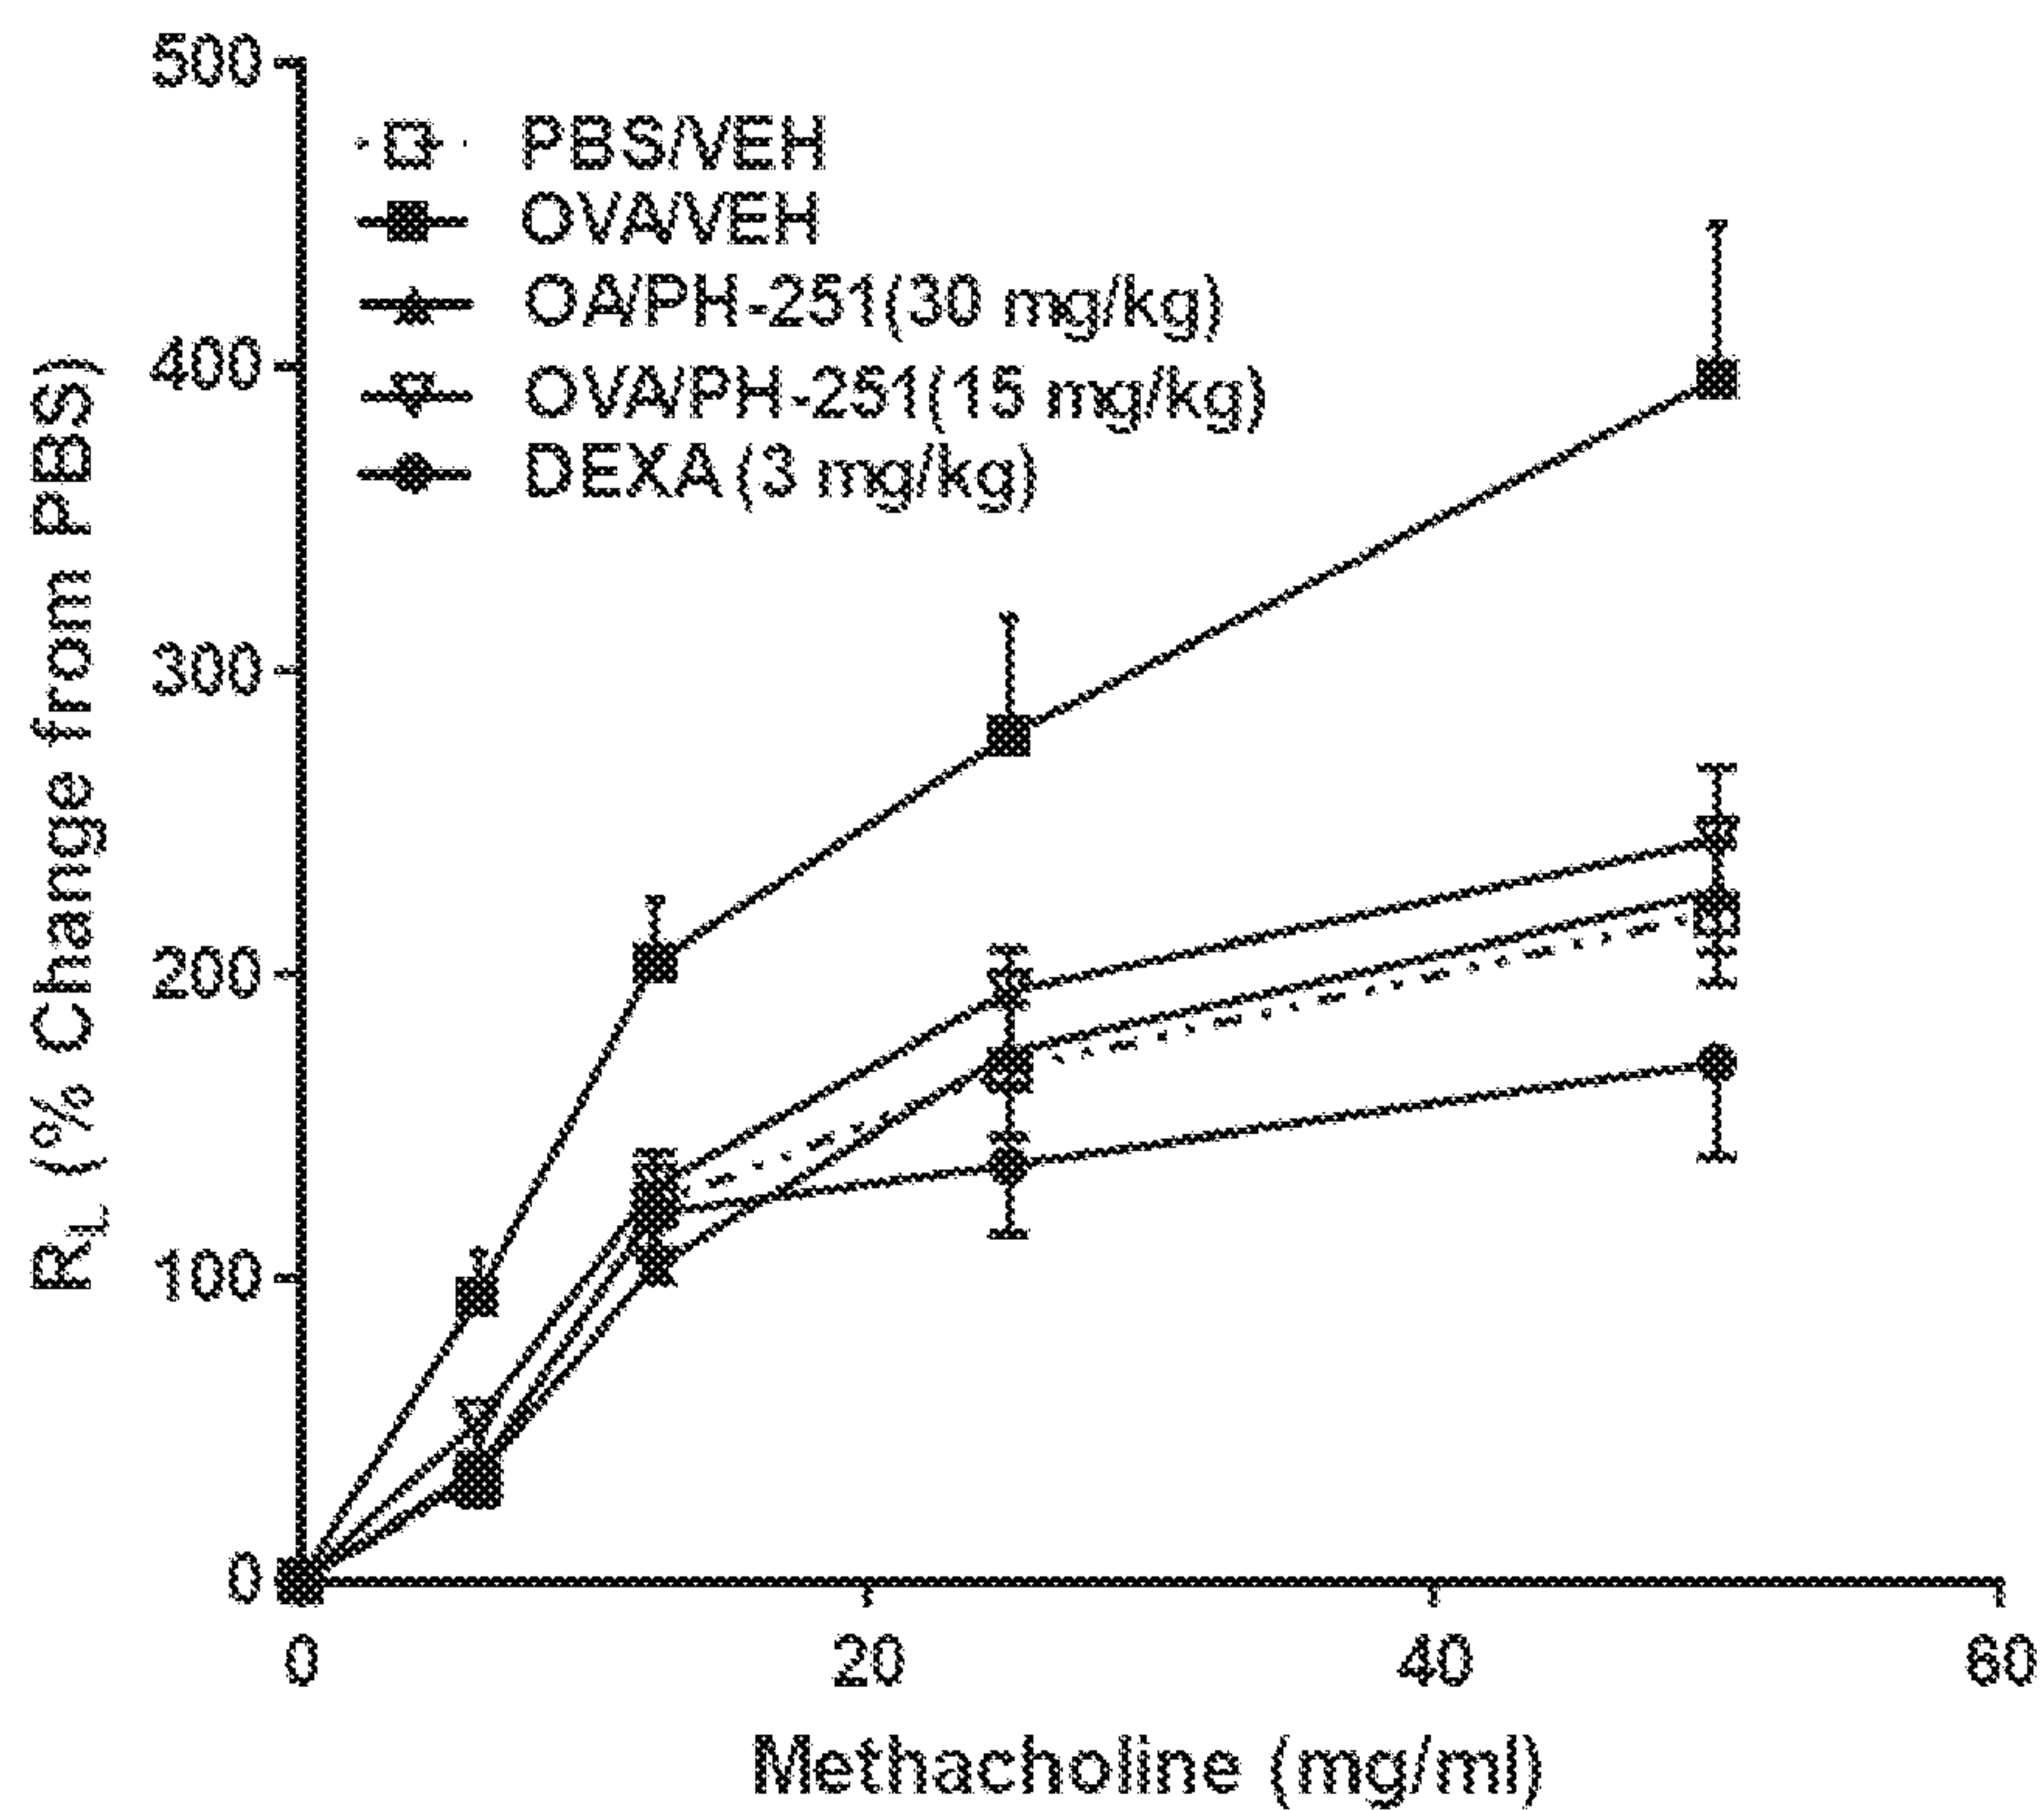 500
400
300
200
100
0
R_L (% Change from PBS)
PBS/VEH
OVA/VEH
OA/PH-251(30 mg/kg)
OVA/PH-251(15 mg/kg)
DEXA(3 mg/kg)
0 20 40 60
Methacholine (mg/ml)